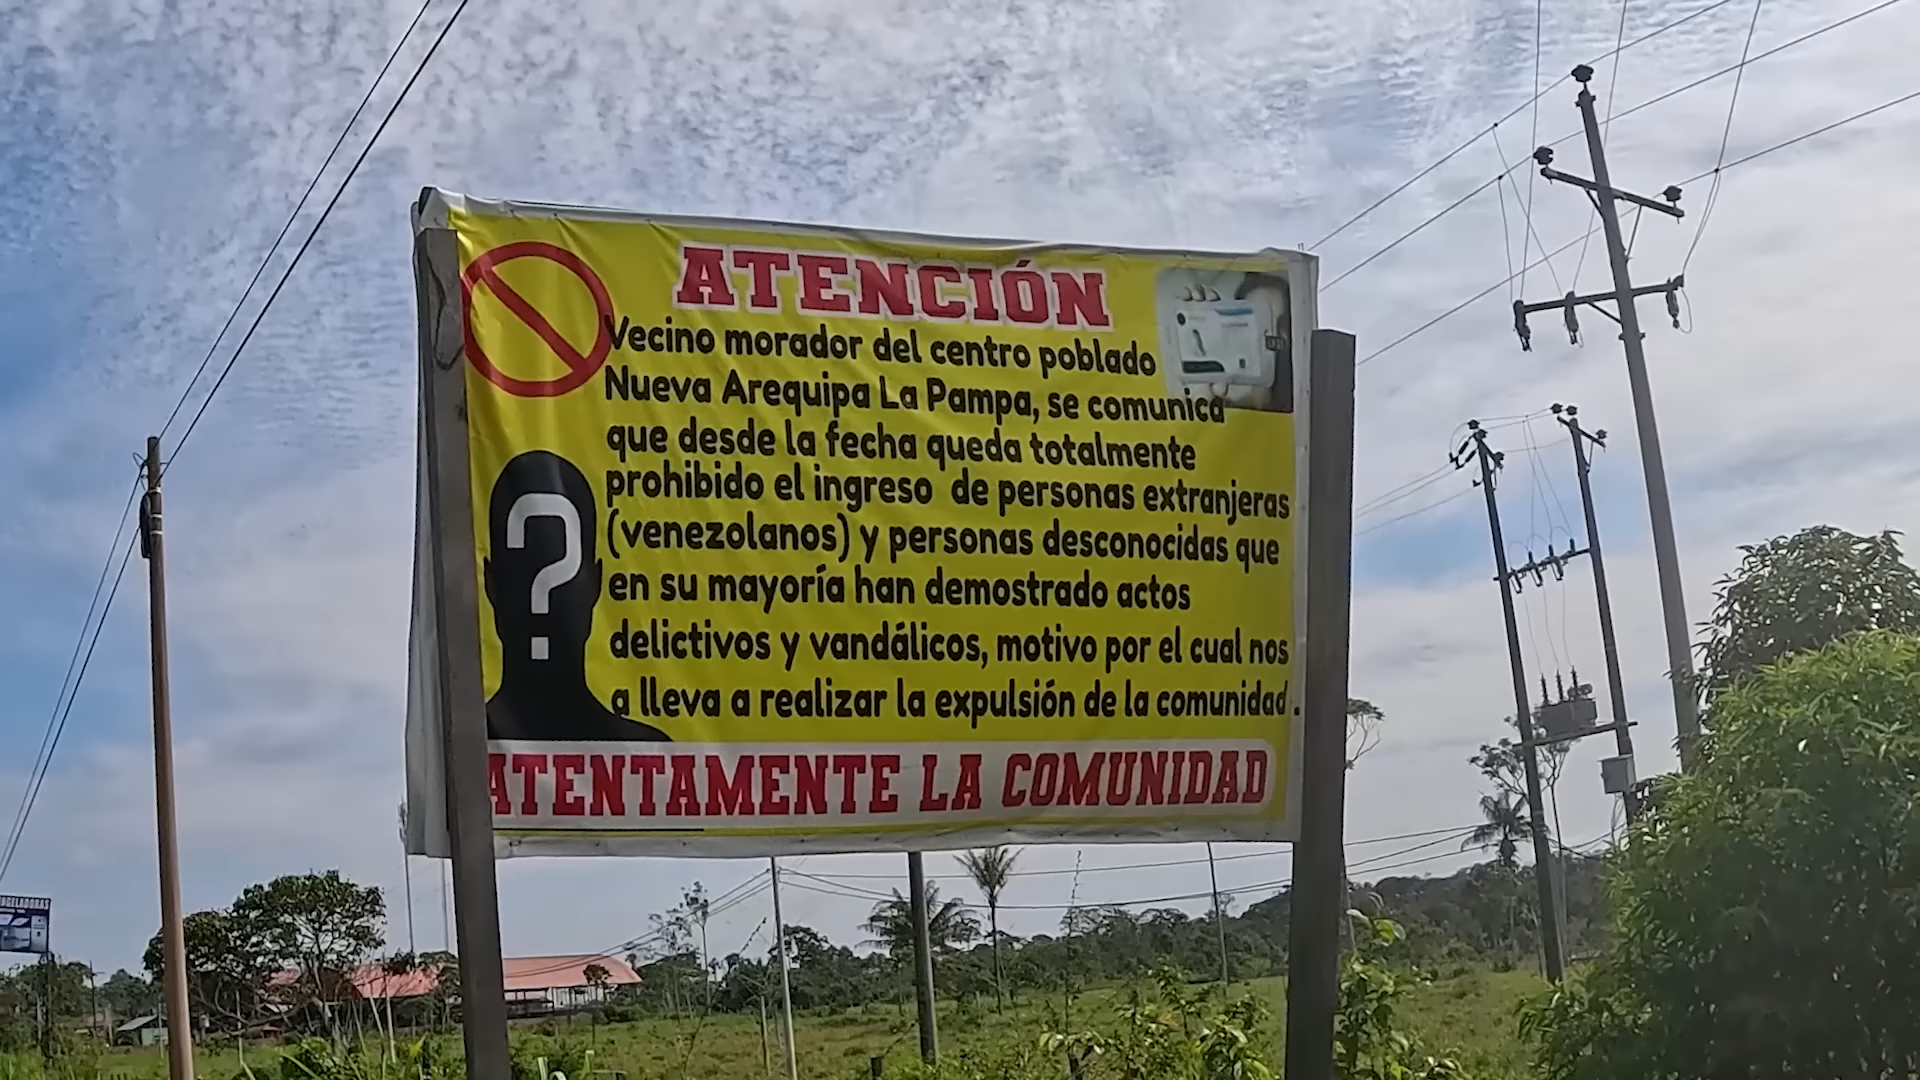 ATENCIÓN
Vecino morador del centro poblado
Nueva Arequipa La Pampa, se comunica
que desde la fecha queda totalmente
prohibido el ingreso de personas extranjeras
(venezolanos) y personas desconocidas que
en su mayoría han demostrado actos
delictivos y vandálicos, motivo por el cual nos
a lleva a realizar la expulsión de la comunidad.
ATENTAMENTE LA COMUNIDAD